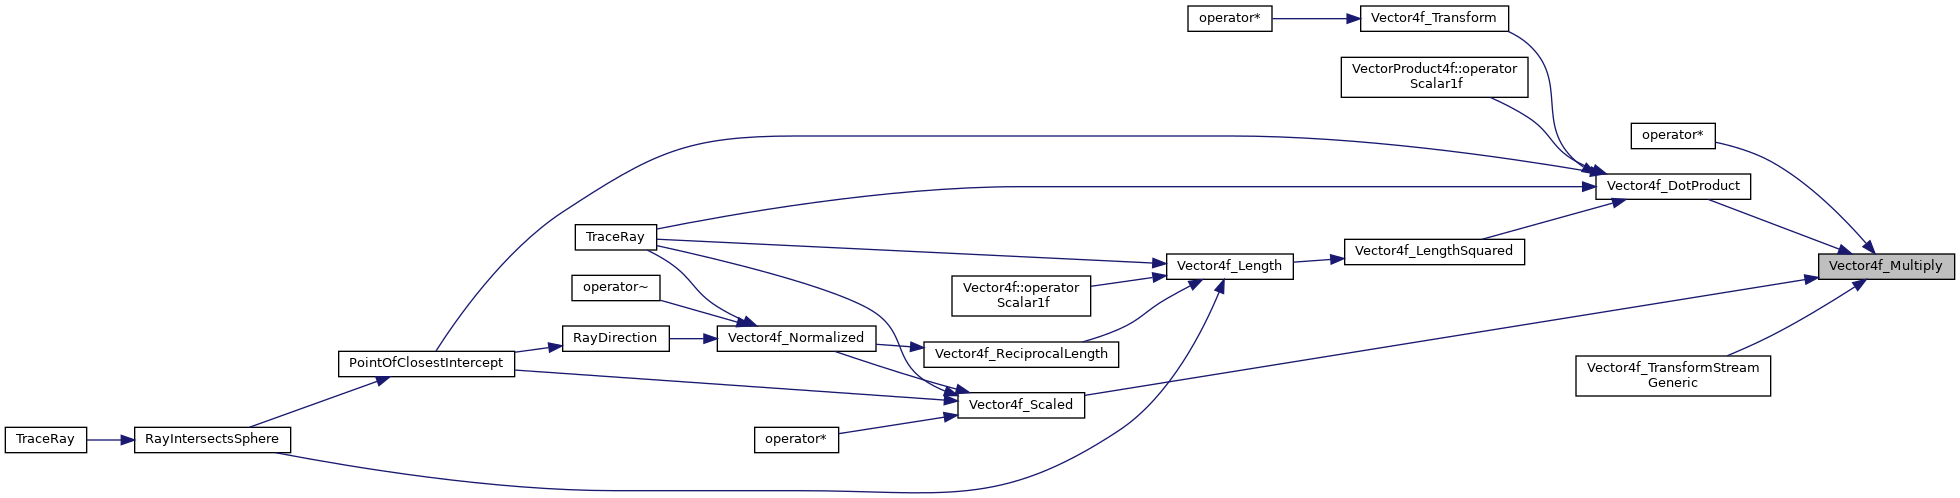 operator*
Vector4f_Transform
VectorProduct4f::operator
Scalar1f
operator*
Vector4f_DotProduct
TraceRay
Vector4f_LengthSquared
Vector4f_Length
Vector4f_Multiply
operator~
Vector4f::operator
Scalar1f
RayDirection
Vector4f_Normalized
Vector4f_ReciprocalLength
PointOfClosestIntercept
Vector4f_TransformStream
Generic
Vector4f_Scaled
TraceRay
RayIntersectsSphere
operator*